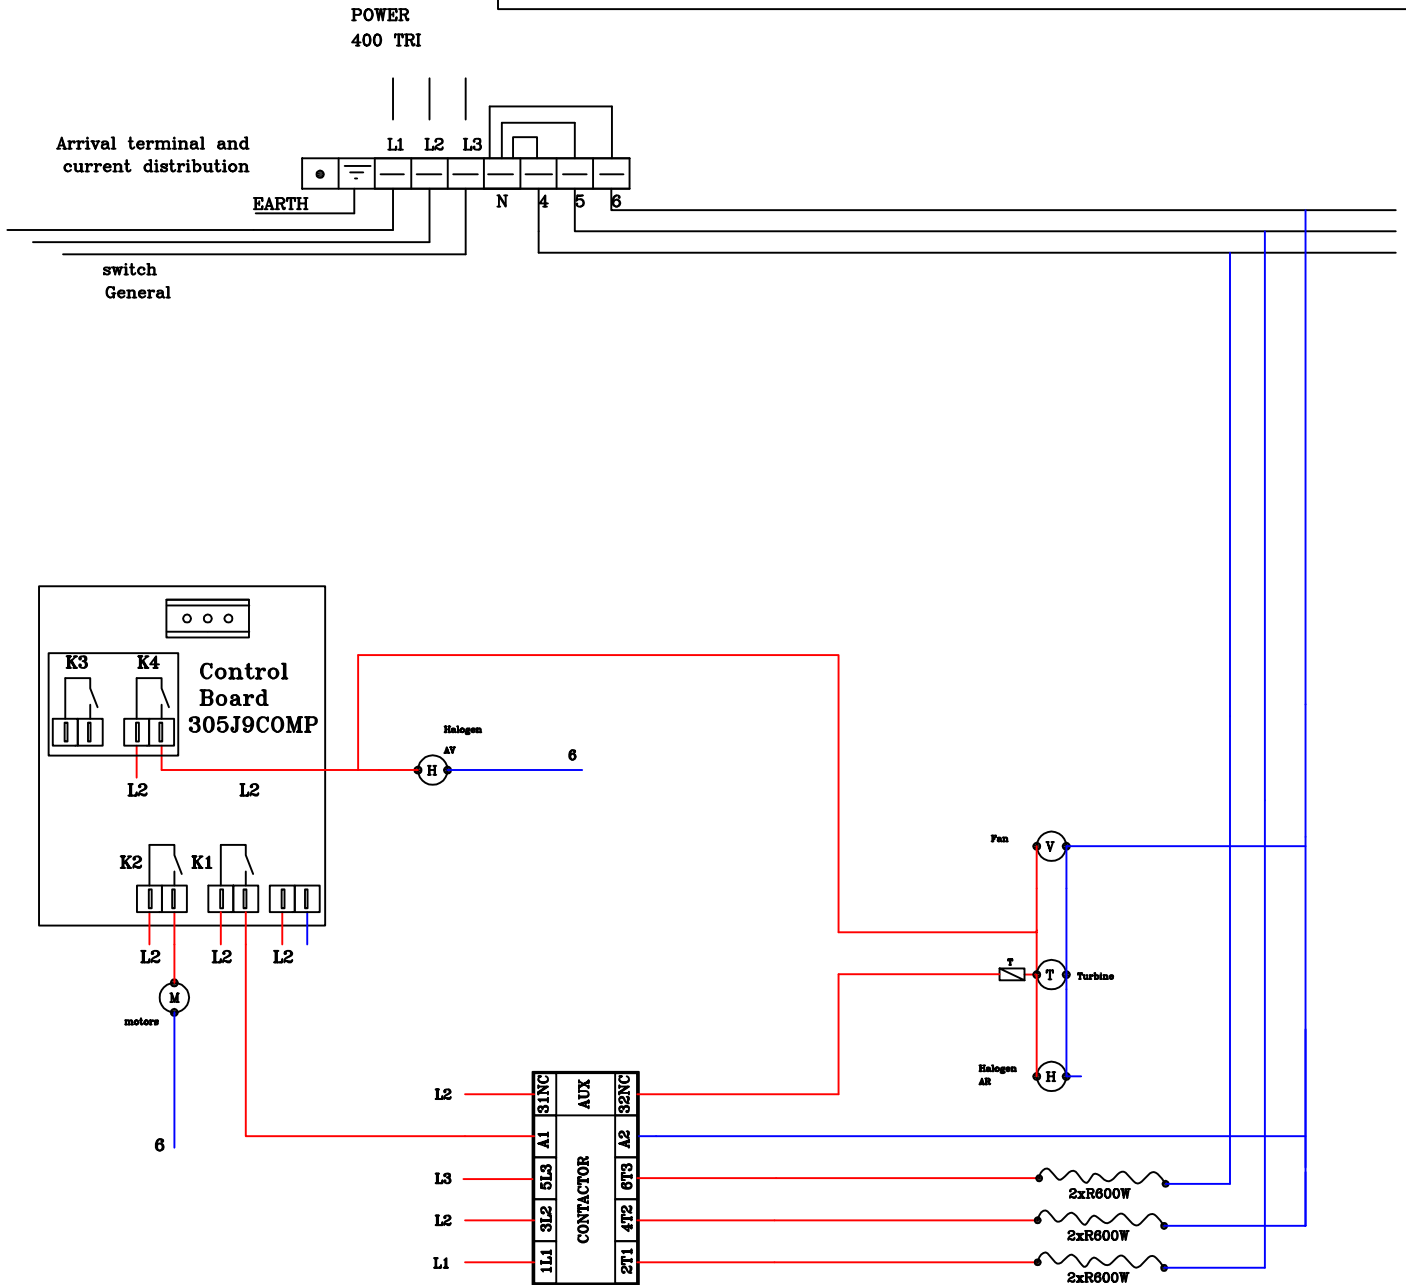 POWER
400 TRI
Arrival terminal and
current distribution
L1 L2 L3
EARTH
N 4 5 6
switch
General
K3 K4
Control
Board
305J9COMP
Halogen
AV
H
6
L2 L2
K2 K1
L2 L2 L2
M
motors
6
Fan
V
T
T
Turbine
Halogen
AR
H
L2
31NC
AUX
32NC
A1
A2
CONTACTOR
L3
5L3
6T3
2xR600W
L2
3L2
4T2
2xR600W
L1
1L1
2T1
2xR600W